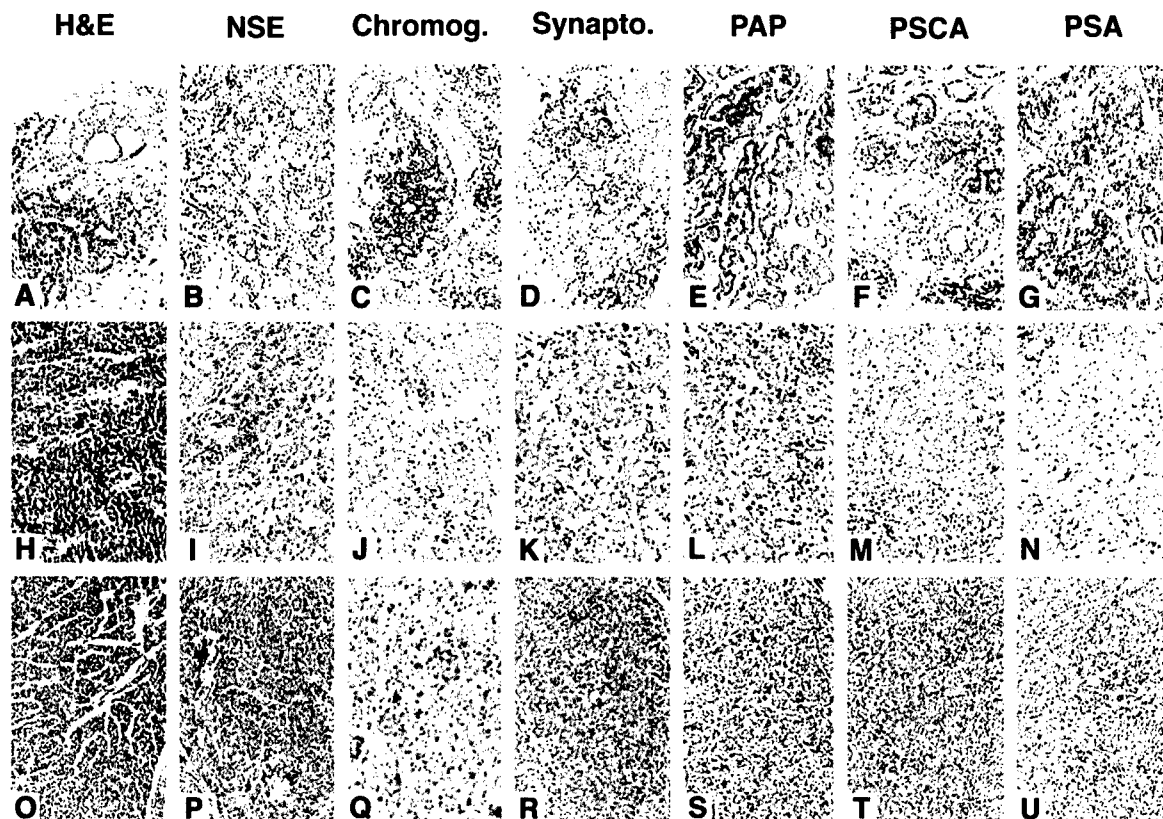 H&E NSE Chromog. Synapto. PAP PSCA PSA
A B C D E F G
H I J K L M N
O P Q R S T U